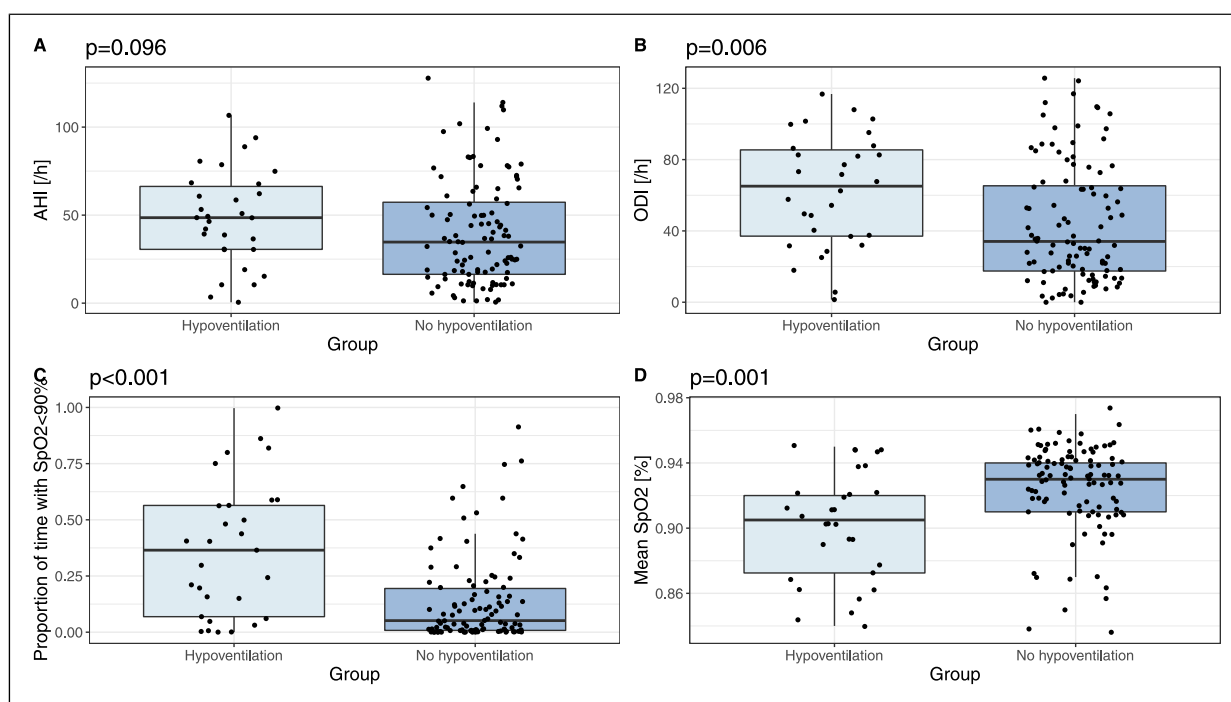 A
p=0.096
AHI [/h]
100
50
0
Hypoventilation
No hypoventilation
Group
B
p=0.006
ODI [/h]
120
80
40
0
Hypoventilation
No hypoventilation
Group
C
p<0.001
Proportion of time with SpO2<90%
1.00
0.75
0.50
0.25
0.00
Hypoventilation
No hypoventilation
Group
D
p=0.001
Mean SpO2 [%]
0.98
0.94
0.90
0.86
Hypoventilation
No hypoventilation
Group